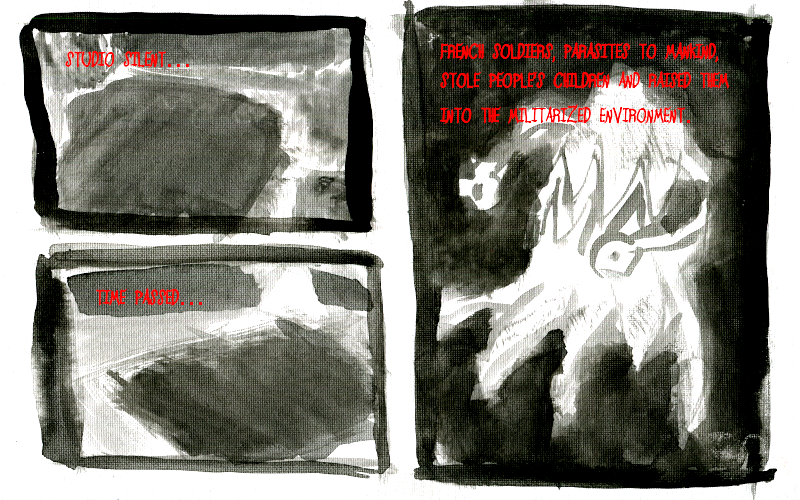 STUDIO SILENT...
TIME PASSED...
FRENCH SOLDIERS, PARASITES TO MANKIND,
STOLE PEOPLE'S CHILDREN AND RAISED THEM
INTO THE MILITARIZED ENVIRONMENT.